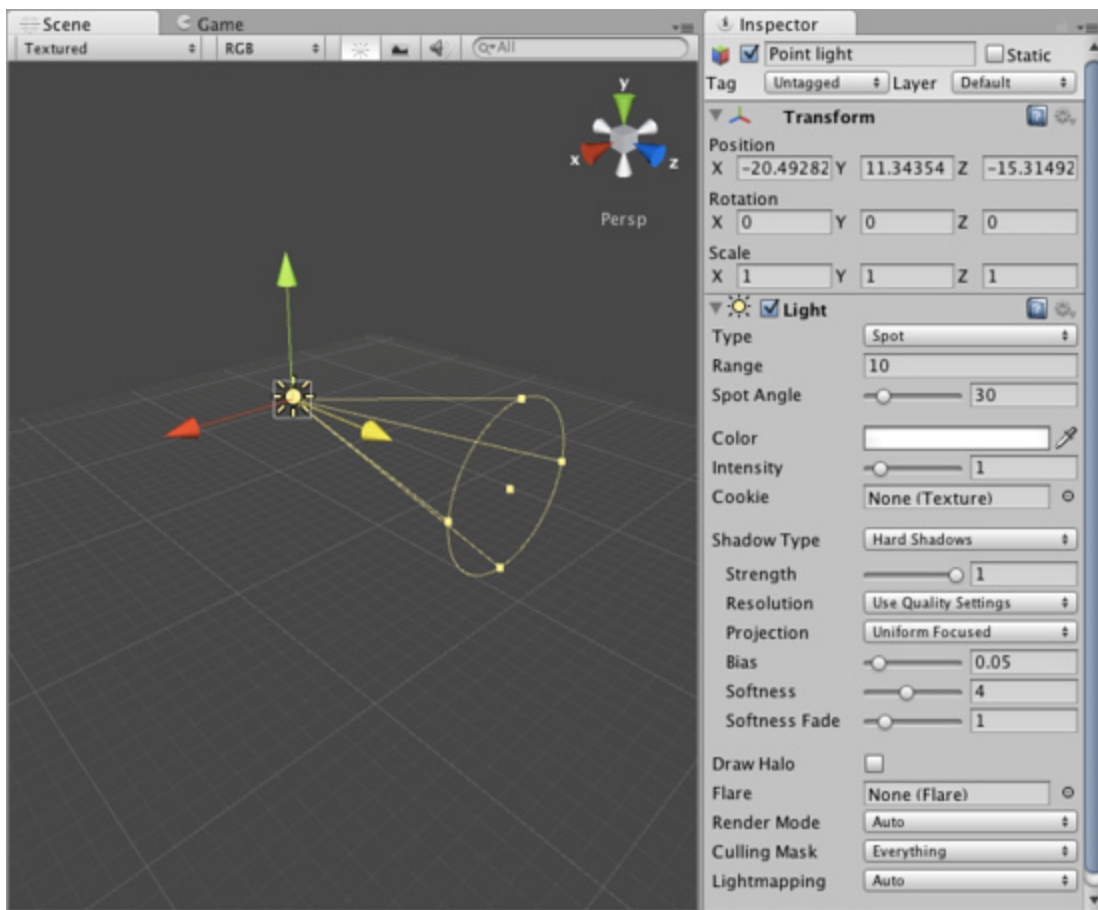 Scene Game
Textured RGB All
y
x z
Persp
Inspector
Point light Static
Tag Untagged Layer Default
Transform
Position
X -20.49282 Y 11.34354 Z -15.31492
Rotation
X 0 Y 0 Z 0
Scale
X 1 Y 1 Z 1
Light
Type Spot
Range 10
Spot Angle 30
Color
Intensity 1
Cookie None (Texture)
Shadow Type Hard Shadows
Strength 1
Resolution Use Quality Settings
Projection Uniform Focused
Bias 0.05
Softness 4
Softness Fade 1
Draw Halo
Flare None (Flare)
Render Mode Auto
Culling Mask Everything
Lightmapping Auto